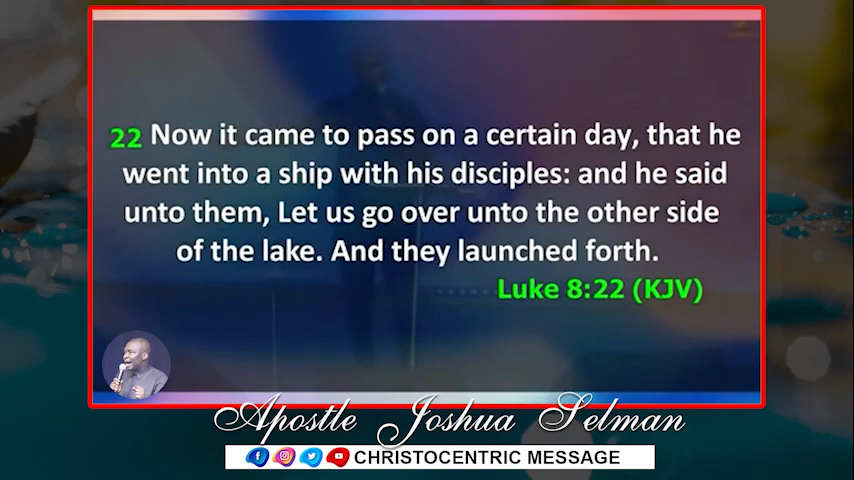 22 Now it came to pass on a certain day, that he
went into a ship with his disciples: and he said
unto them, Let us go over unto the other side
of the lake. And they launched forth.
Luke 8:22 (KJV)
Apostle Joshua Selman
CHRISTOCENTRIC MESSAGE